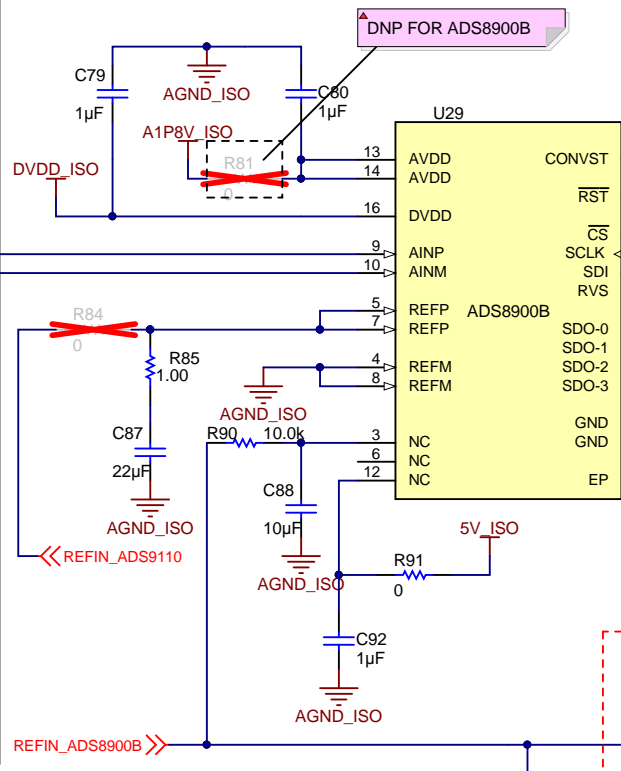 DNP FOR ADS8900B
C79
1µF
AGND_ISO
C80
1µF
A1P8V_ISO
R81
0
DVDD_ISO
U29
13
AVDD
CONVST
14
AVDD
RST
16
DVDD
CS
9
AINP
SCLK
10
AINM
SDI
RVS
5
REFP
ADS8900B
7
REFP
SDO-0
SDO-1
4
REFM
SDO-2
8
REFM
SDO-3
GND
3
NC
GND
6
NC
12
NC
EP
R84
0
R85
1.00
AGND_ISO
C87
22µF
AGND_ISO
R90
10.0k
C88
10µF
AGND_ISO
5V_ISO
R91
0
REFIN_ADS9110
C92
1µF
AGND_ISO
REFIN_ADS8900B